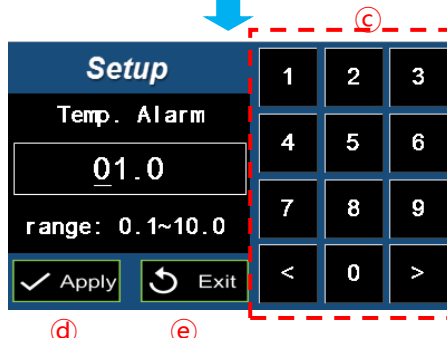 ⓒ
Setup
Temp. Alarm
01.0
range: 0.1~10.0
Apply Exit
1 2 3
4 5 6
7 8 9
< 0 >
ⓓ ⓔ